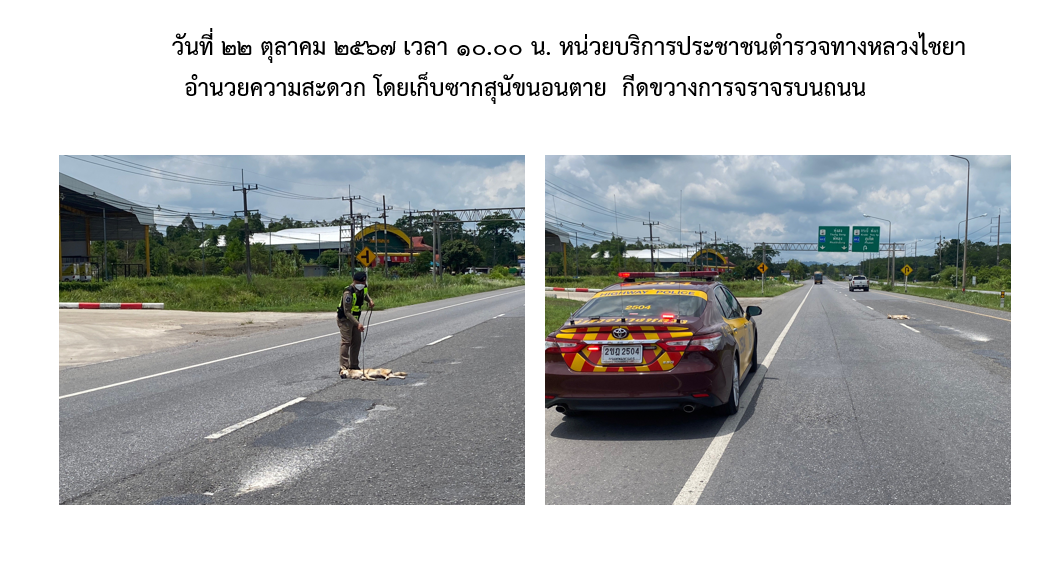 วันที่ ๒๒ ตุลาคม ๒๕๖๗ เวลา ๑๐.๐๐ น. หน่วยบริการประชาชนตำรวจทางหลวงไชยา
อำนวยความสะดวก โดยเก็บซากสุนัขนอนตาย กีดขวางการจราจรบนถนน
HIGHWAY POLICE
2504
2504